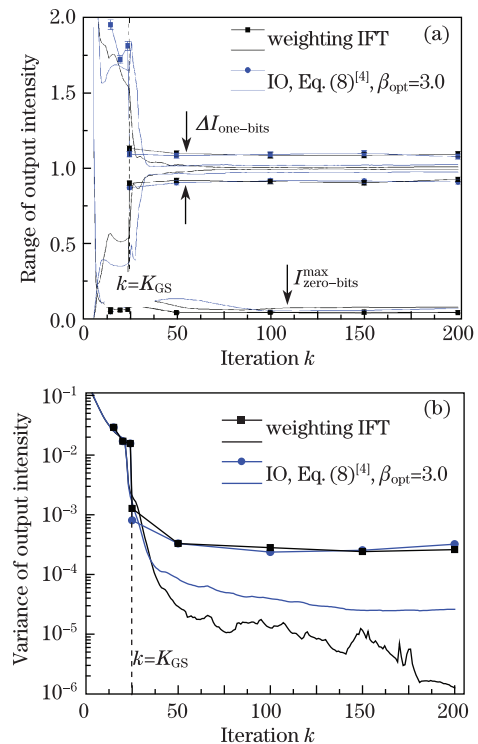 2.0
(a)
weighting IFT
IO, Eq. (8)[4], βopt=3.0
1.5
1.0
0.5
0.0
Range of output intensity
ΔIone–bits
k=KGS
Imaxzero–bits
0 50 100 150 200
Iteration k
10−1
(b)
weighting IFT
IO, Eq. (8)[4], βopt=3.0
10−2
10−3
10−4
10−5
10−6
Variance of output intensity
k=KGS
0 50 100 150 200
Iteration k